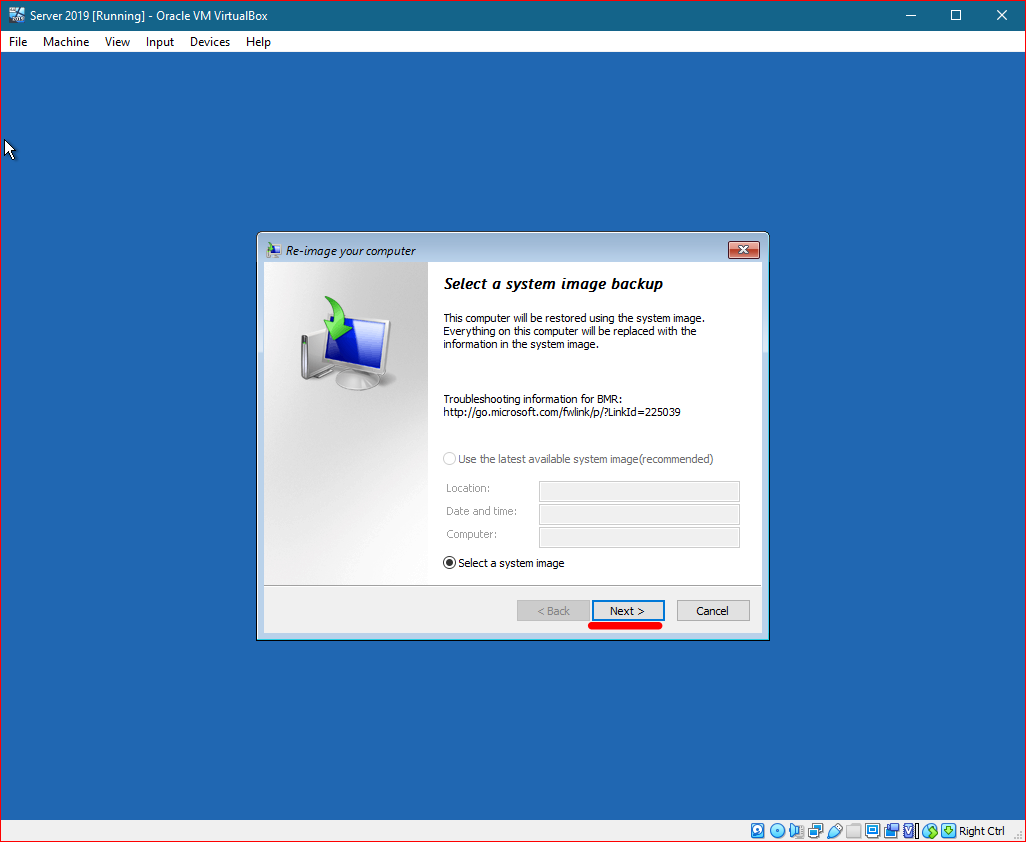 Server 2019 [Running] - Oracle VM VirtualBox
File Machine View Input Devices Help
Re-image your computer
Select a system image backup
This computer will be restored using the system image.
Everything on this computer will be replaced with the
information in the system image.
Troubleshooting information for BMR:
http://go.microsoft.com/fwlink/p/?LinkId=225039
Use the latest available system image(recommended)
Location:
Date and time:
Computer:
Select a system image
< Back Next > Cancel
Right Ctrl